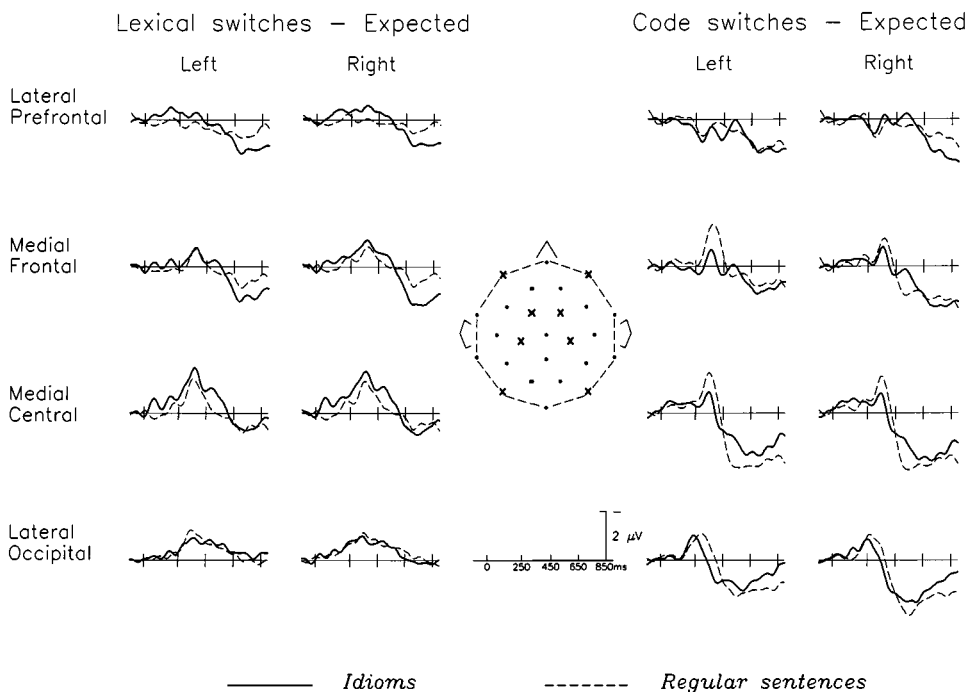 Lexical switches – Expected
Code switches – Expected
Left
Right
Left
Right
Lateral
Prefrontal
Medial
Frontal
Medial
Central
Lateral
Occipital
–
2 μV
0 250 450 650 850ms
Idioms
Regular sentences